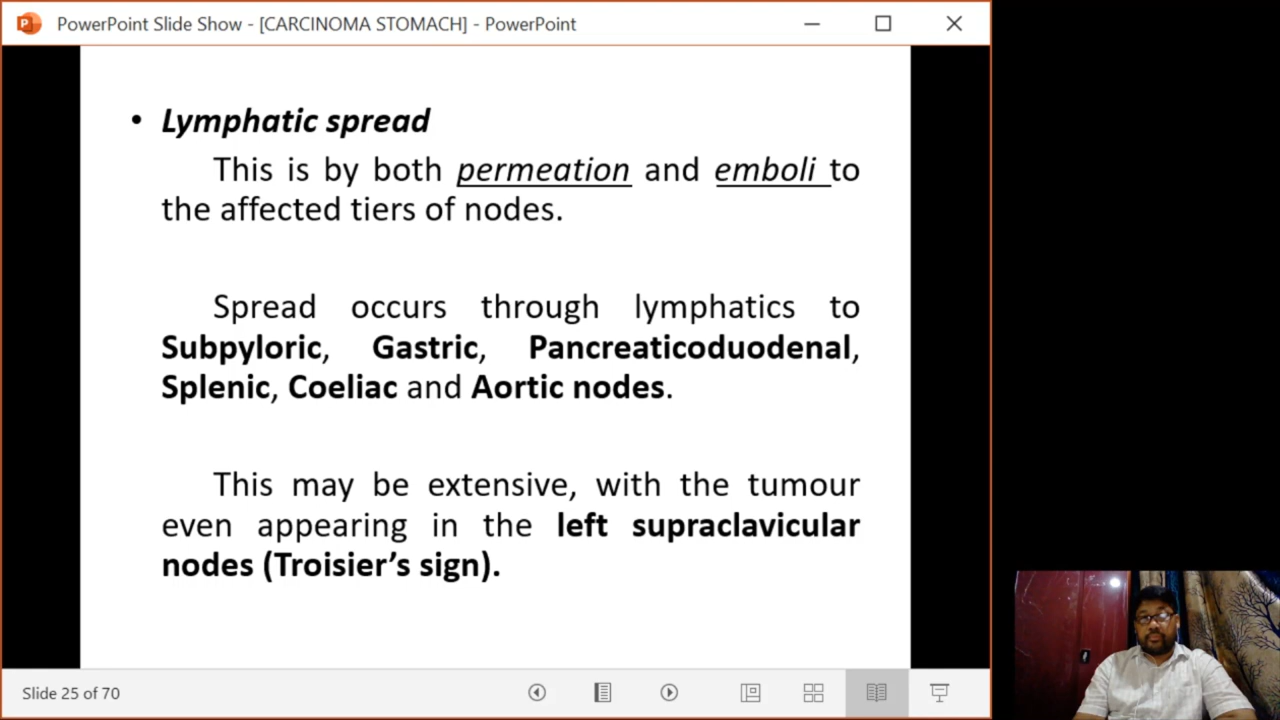 PowerPoint Slide Show - [CARCINOMA STOMACH] - PowerPoint
• Lymphatic spread
This is by both permeation and emboli to
the affected tiers of nodes.
Spread occurs through lymphatics to
Subpyloric, Gastric, Pancreaticoduodenal,
Splenic, Coeliac and Aortic nodes.
This may be extensive, with the tumour
even appearing in the left supraclavicular
nodes (Troisier’s sign).
Slide 25 of 70